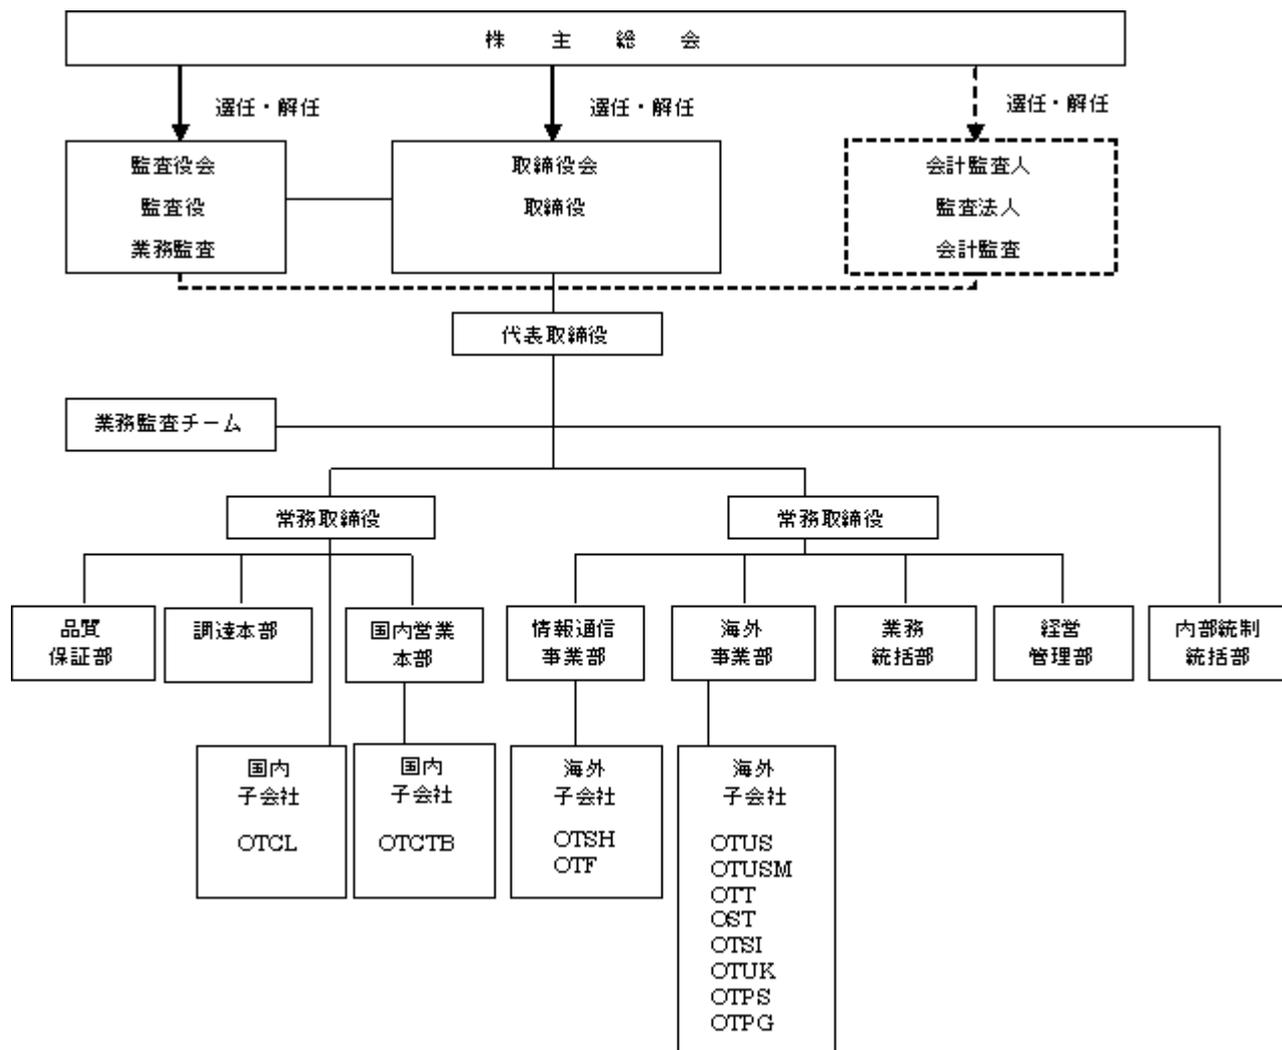 株主総会
選任・解任
選任・解任
選任・解任
監査役会
監査役
業務監査
取締役会
取締役
会計監査人
監査法人
会計監査
代表取締役
業務監査チーム
常務取締役
常務取締役
品質
保証部
調達本部
国内営業
本部
情報通信
事業部
海外
事業部
業務
統括部
経営
管理部
内部統制
統括部
国内
子会社
OTCL
国内
子会社
OTCTB
海外
子会社
OTSH
OTF
海外
子会社
OTUS
OTUSM
OTT
OST
OTSI
OTUK
OTPS
OTPG